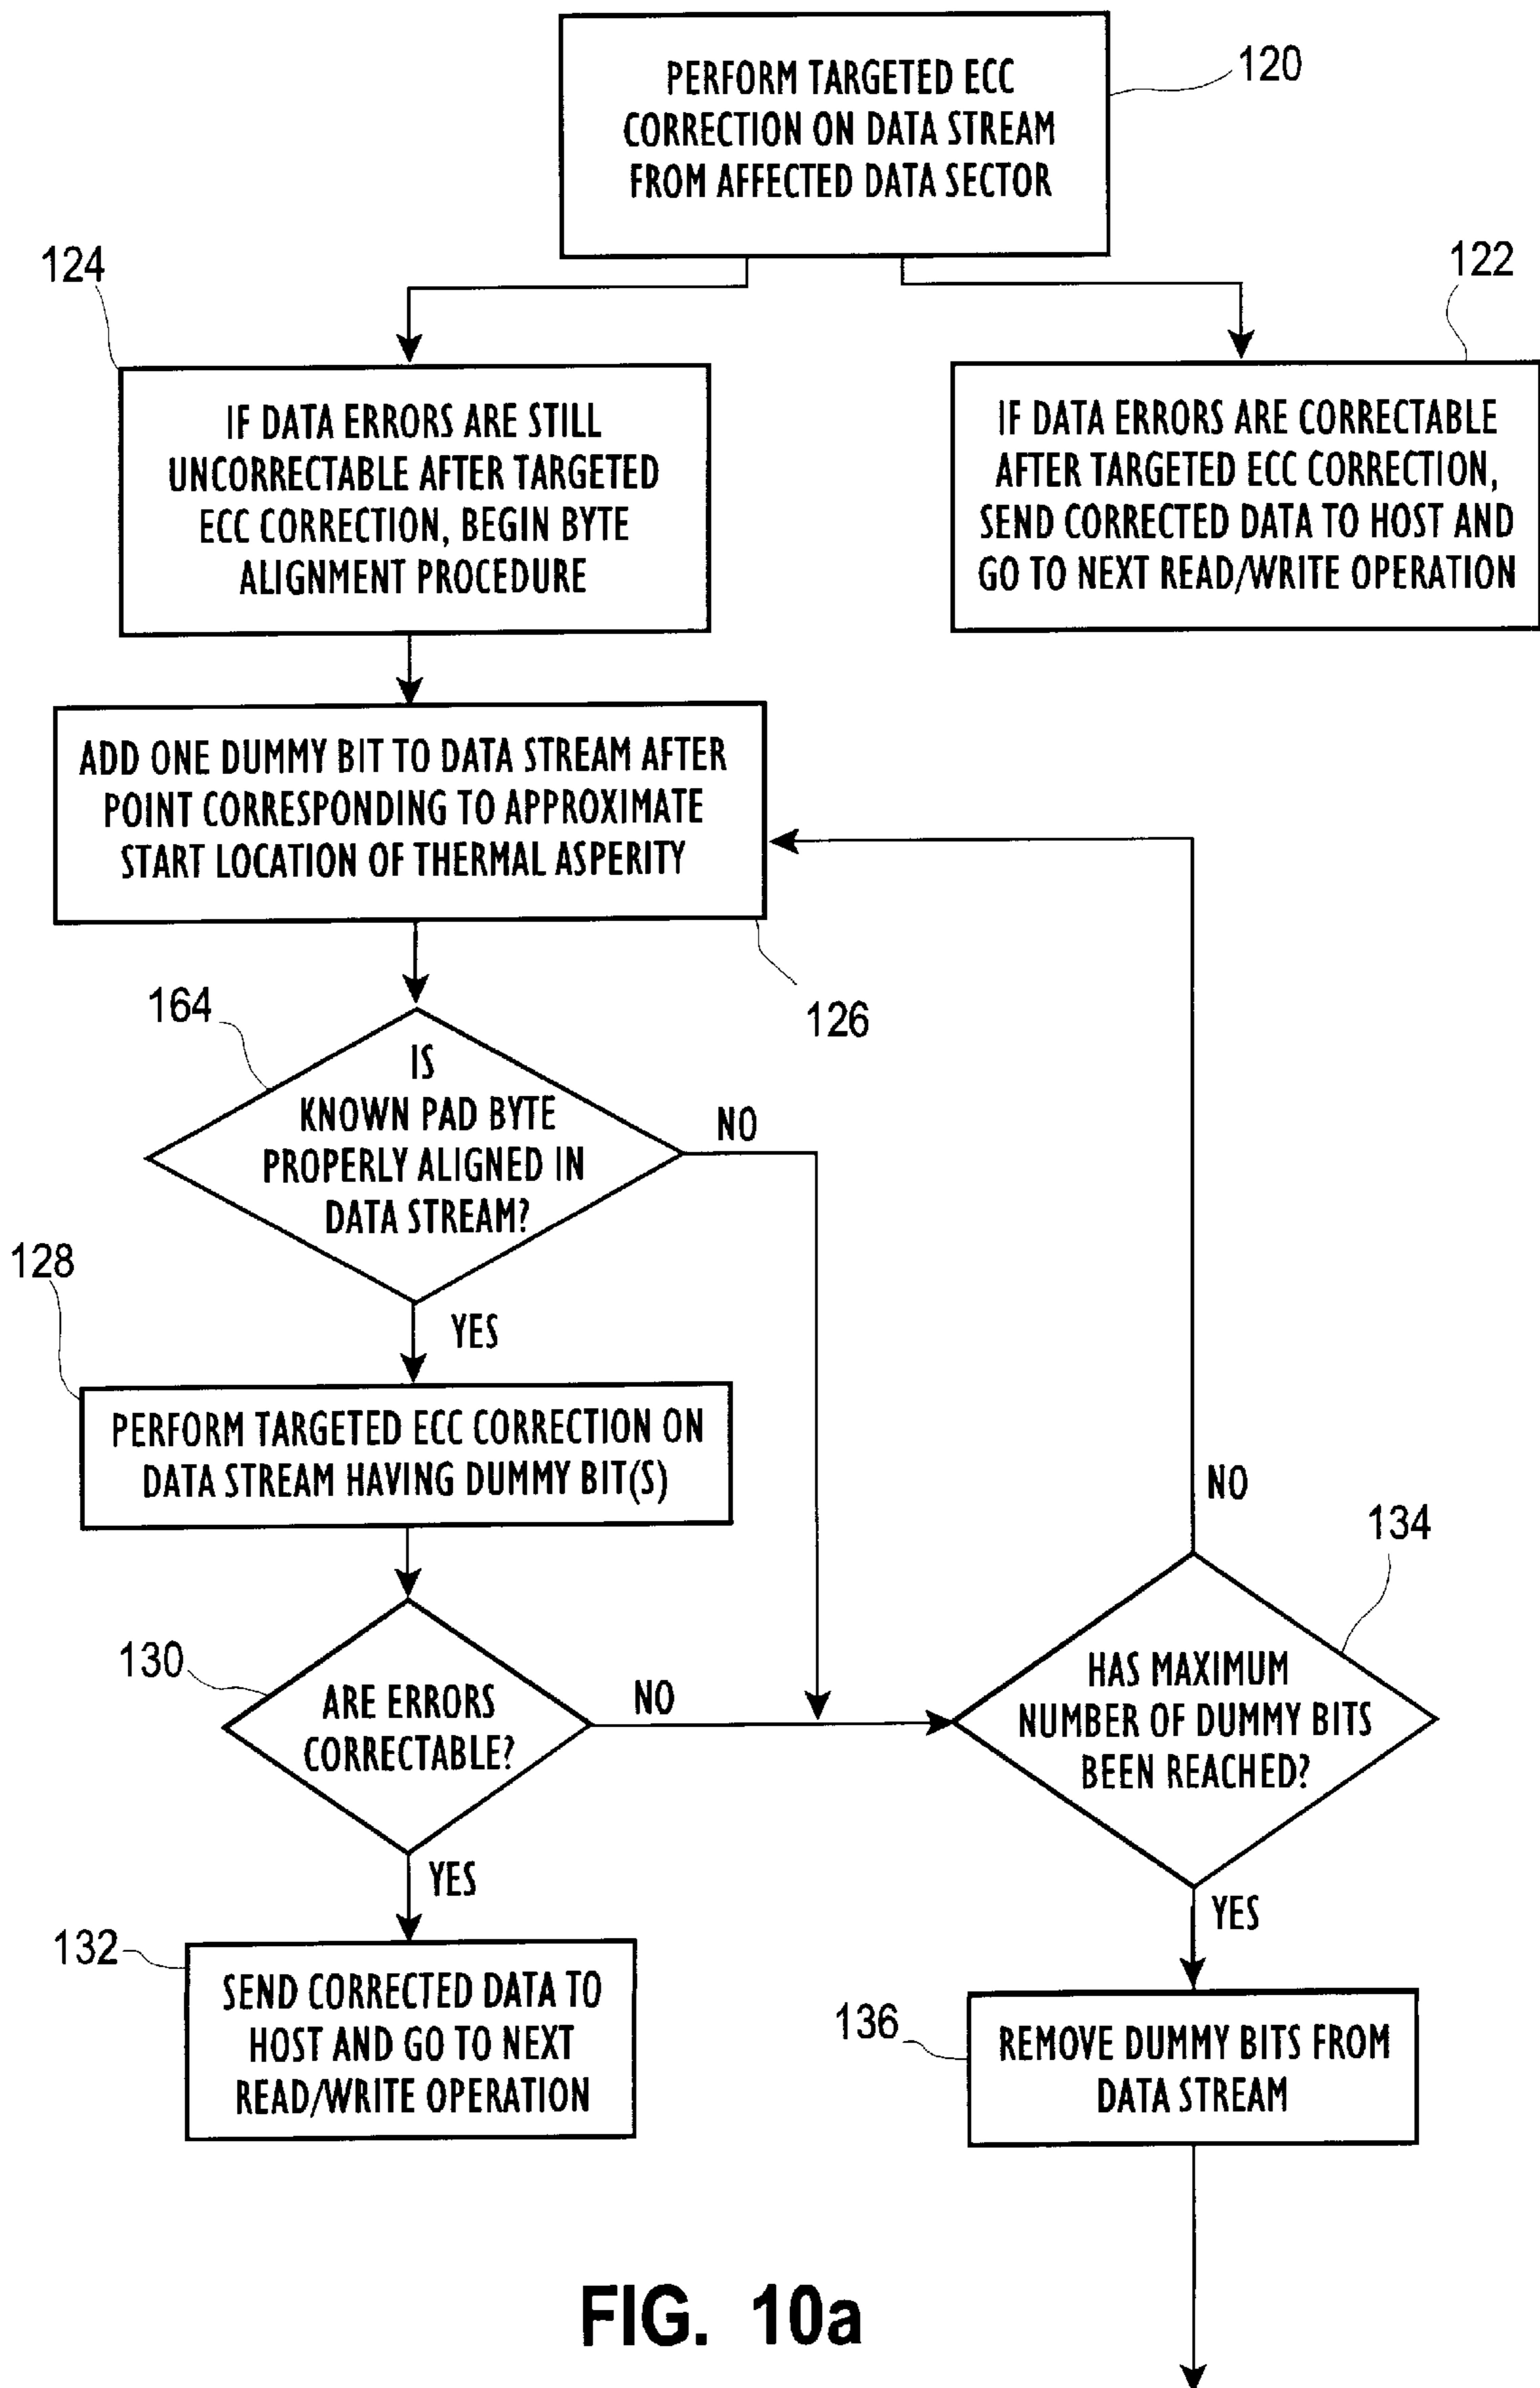 PERFORM TARGETED ECC
CORRECTION ON DATA STREAM
FROM AFFECTED DATA SECTOR
120
124
122
IF DATA ERRORS ARE STILL
UNCORRECTABLE AFTER TARGETED
ECC CORRECTION, BEGIN BYTE
ALIGNMENT PROCEDURE
IF DATA ERRORS ARE CORRECTABLE
AFTER TARGETED ECC CORRECTION,
SEND CORRECTED DATA TO HOST AND
GO TO NEXT READ/WRITE OPERATION
ADD ONE DUMMY BIT TO DATA STREAM AFTER
POINT CORRESPONDING TO APPROXIMATE
START LOCATION OF THERMAL ASPERITY
126
164
IS
KNOWN PAD BYTE
PROPERLY ALIGNED IN
DATA STREAM?
NO
YES
128
PERFORM TARGETED ECC CORRECTION ON
DATA STREAM HAVING DUMMY BIT(S)
NO
134
130
ARE ERRORS
CORRECTABLE?
NO
HAS MAXIMUM
NUMBER OF DUMMY BITS
BEEN REACHED?
YES
YES
132
SEND CORRECTED DATA TO
HOST AND GO TO NEXT
READ/WRITE OPERATION
136
REMOVE DUMMY BITS FROM
DATA STREAM
FIG. 10a